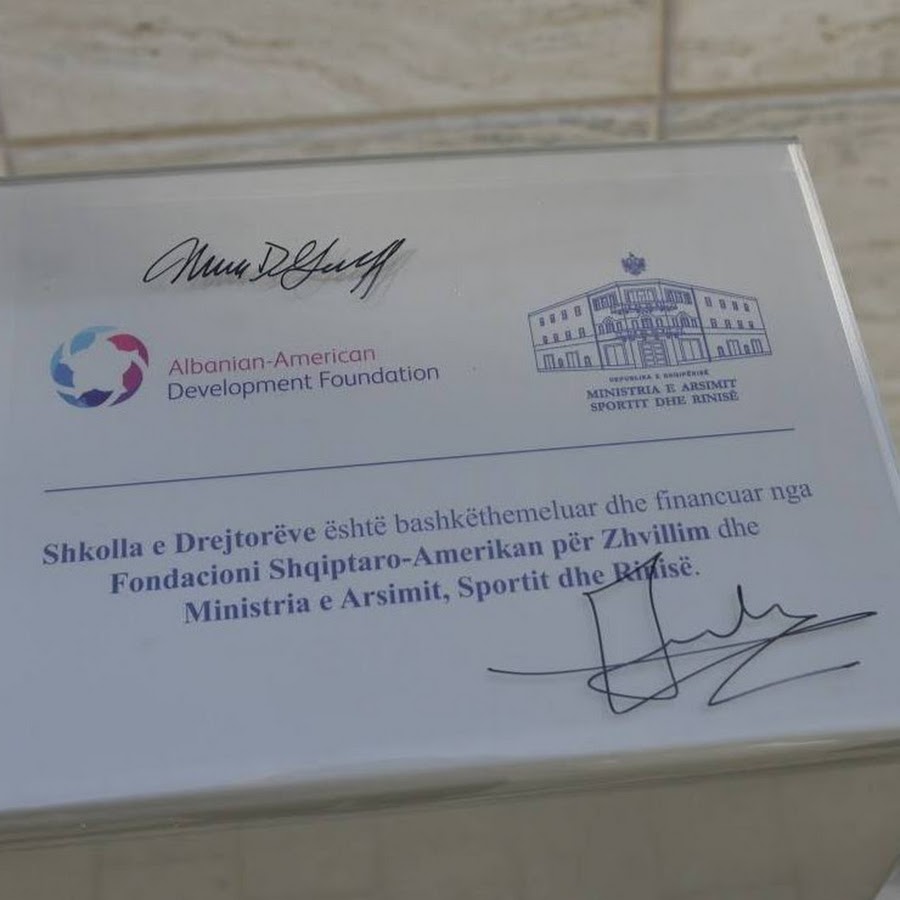 Albanian-American
Development Foundation
REPUBLIKA E SHQIPËRISË
MINISTRIA E ARSIMIT
SPORTIT DHE RINISË
Shkolla e Drejtorëve është bashkëthemeluar dhe financuar nga
Fondacioni Shqiptaro-Amerikan për Zhvillim dhe
Ministria e Arsimit, Sportit dhe Rinisë.